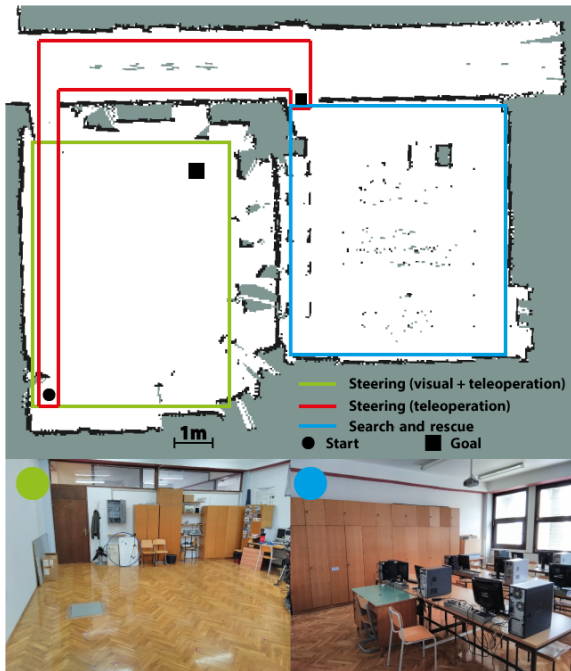 Steering (visual + teleoperation)
Steering (teleoperation)
Search and rescue
1m
Start
Goal